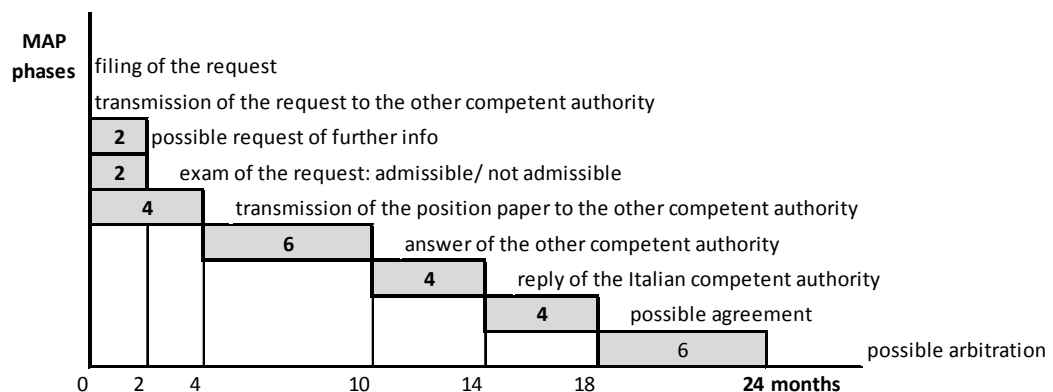 MAP
phases
filing of the request
transmission of the request to the other competent authority
2 possible request of further info
2 exam of the request: admissible/ not admissible
4 transmission of the position paper to the other competent authority
6 answer of the other competent authority
4 reply of the Italian competent authority
4 possible agreement
6 possible arbitration
0 2 4 10 14 18 24 months